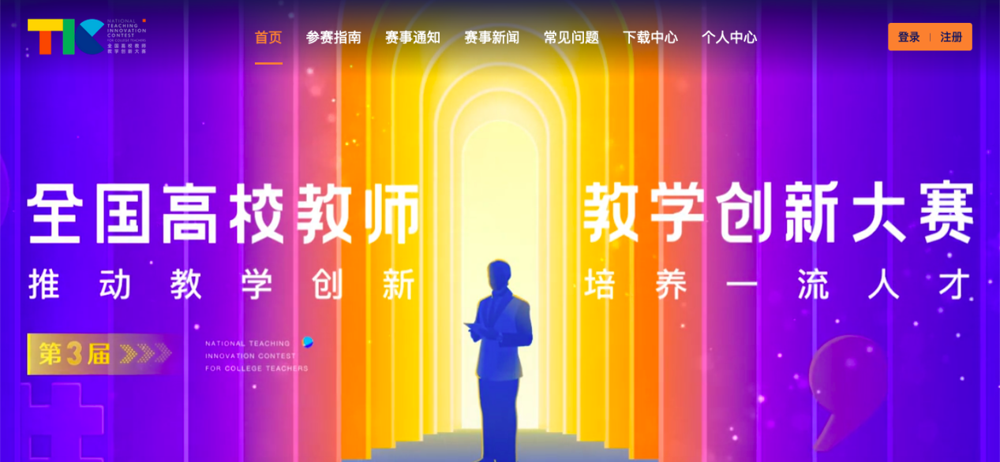 NATIONAL
TEACHING
INNOVATION
CONTEST
FOR COLLEGE TEACHERS
全国高校教师
教学创新大赛
首页 参赛指南 赛事通知 赛事新闻 常见问题 下载中心 个人中心
登录 | 注册
全国高校教师 教学创新大赛
推动教学创新 培养一流人才
第3届
NATIONAL TEACHING
INNOVATION CONTEST
FOR COLLEGE TEACHERS